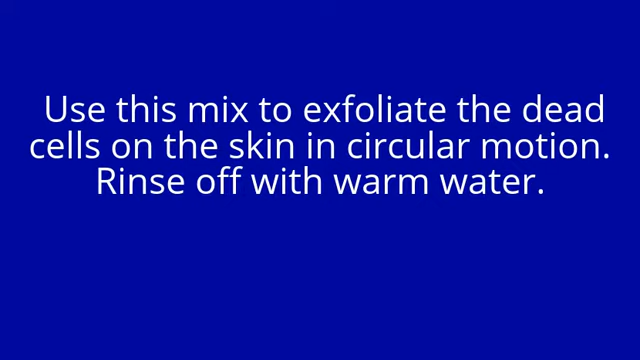 Use this mix to exfoliate the dead
cells on the skin in circular motion.
Rinse off with warm water.